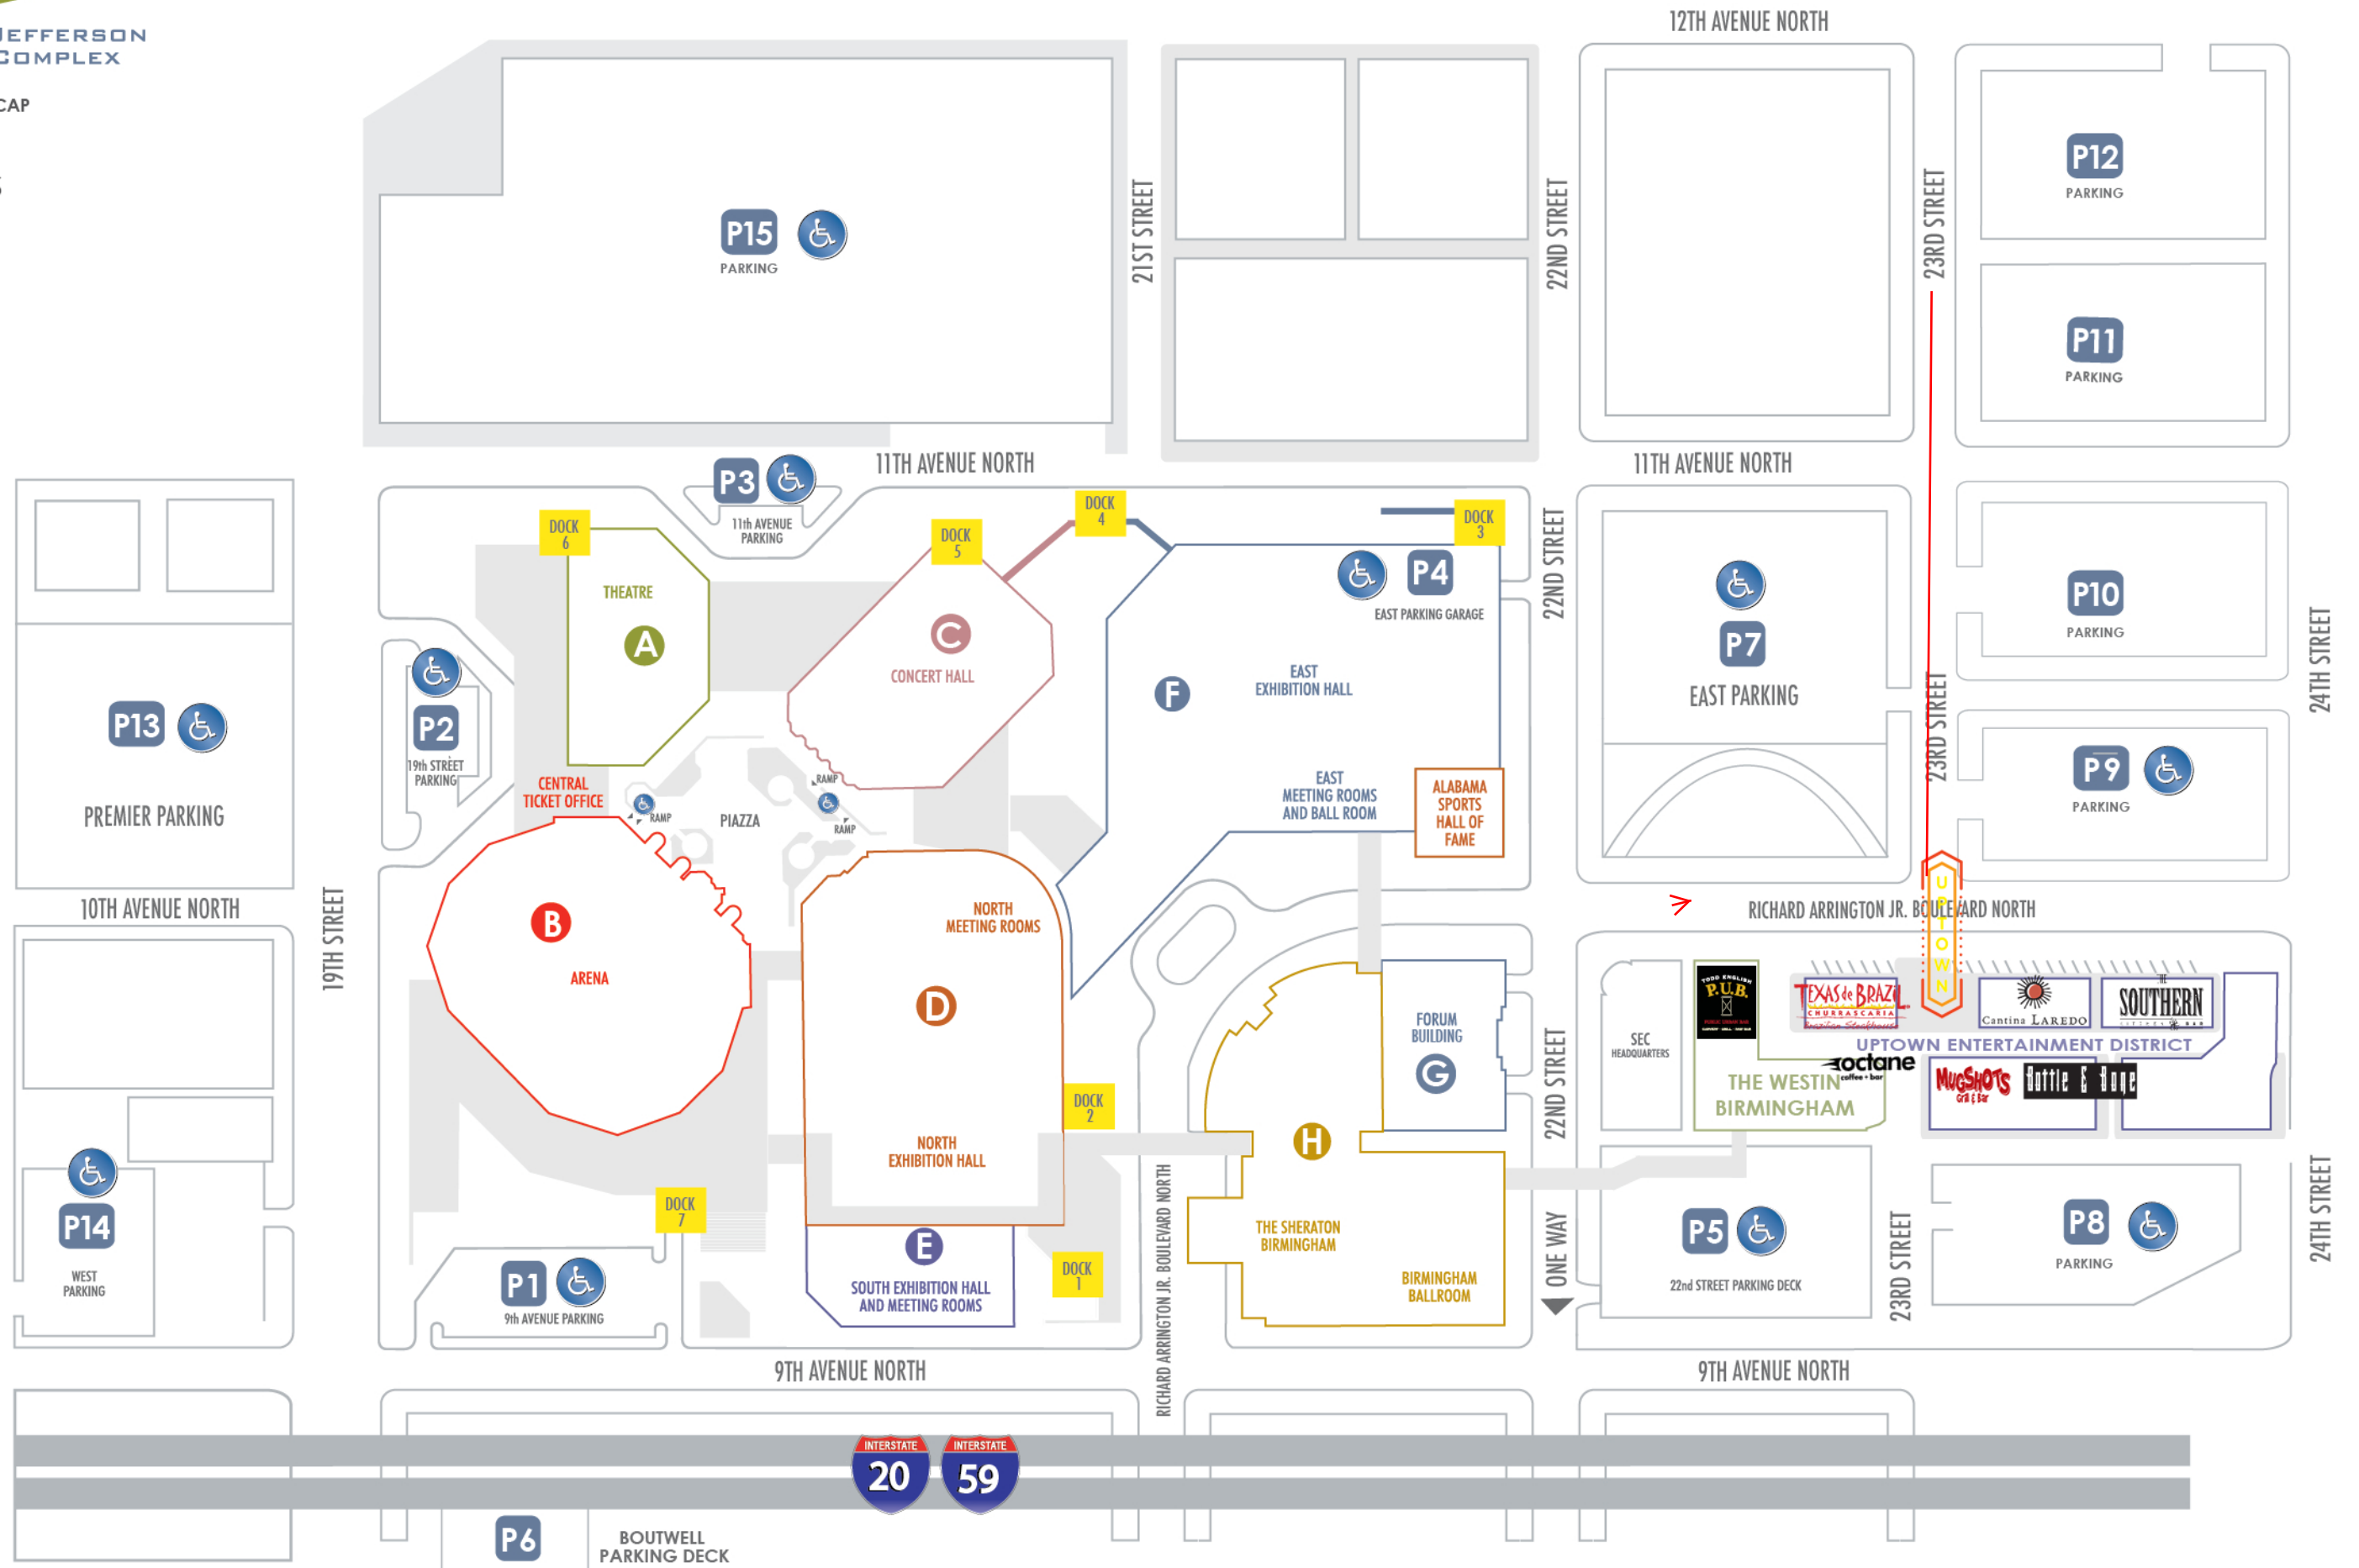 JEFFERSON
COMPLEX
CAP
S
12TH AVENUE NORTH
P12
PARKING
P15
PARKING
21ST STREET
22ND STREET
23RD STREET
P11
PARKING
11TH AVENUE NORTH
11TH AVENUE NORTH
P3
11th AVENUE
PARKING
DOCK
6
DOCK
5
DOCK
4
DOCK
3
THEATRE
A
C
CONCERT HALL
P4
EAST PARKING GARAGE
22ND STREET
P7
EAST PARKING
P10
PARKING
24TH STREET
F
EAST
EXHIBITION HALL
P13
PREMIER PARKING
P2
19th STREET
PARKING
CENTRAL
TICKET OFFICE
RAMP
RAMP
RAMP
PIAZZA
EAST
MEETING ROOMS
AND BALL ROOM
ALABAMA
SPORTS
HALL OF
FAME
23RD STREET
P9
PARKING
10TH AVENUE NORTH
19TH STREET
B
ARENA
NORTH
MEETING ROOMS
D
NORTH
EXHIBITION HALL
DOCK
2
RICHARD ARRINGTON JR. BOULEVARD NORTH
UPTOWN
FORUM
BUILDING
G
22ND STREET
SEC
HEADQUARTERS
TODD ENGLISH
P.U.B.
TEXAS de BRAZIL
CHURRASCARIA
Brazilian Steakhouse
Cantina LAREDO
THE
SOUTHERN
KITCHEN & BAR
UPTOWN ENTERTAINMENT DISTRICT
octane
coffee + bar
THE WESTIN
BIRMINGHAM
MUGSHOTS
Grill & Bar
Bottle & Bone
H
THE SHERATON
BIRMINGHAM
BIRMINGHAM
BALLROOM
P14
WEST
PARKING
DOCK
7
P1
9th AVENUE PARKING
E
SOUTH EXHIBITION HALL
AND MEETING ROOMS
DOCK
1
RICHARD ARRINGTON JR. BOULEVARD NORTH
ONE WAY
P5
22nd STREET PARKING DECK
23RD STREET
P8
PARKING
24TH STREET
9TH AVENUE NORTH
9TH AVENUE NORTH
INTERSTATE
20
INTERSTATE
59
P6
BOUTWELL
PARKING DECK